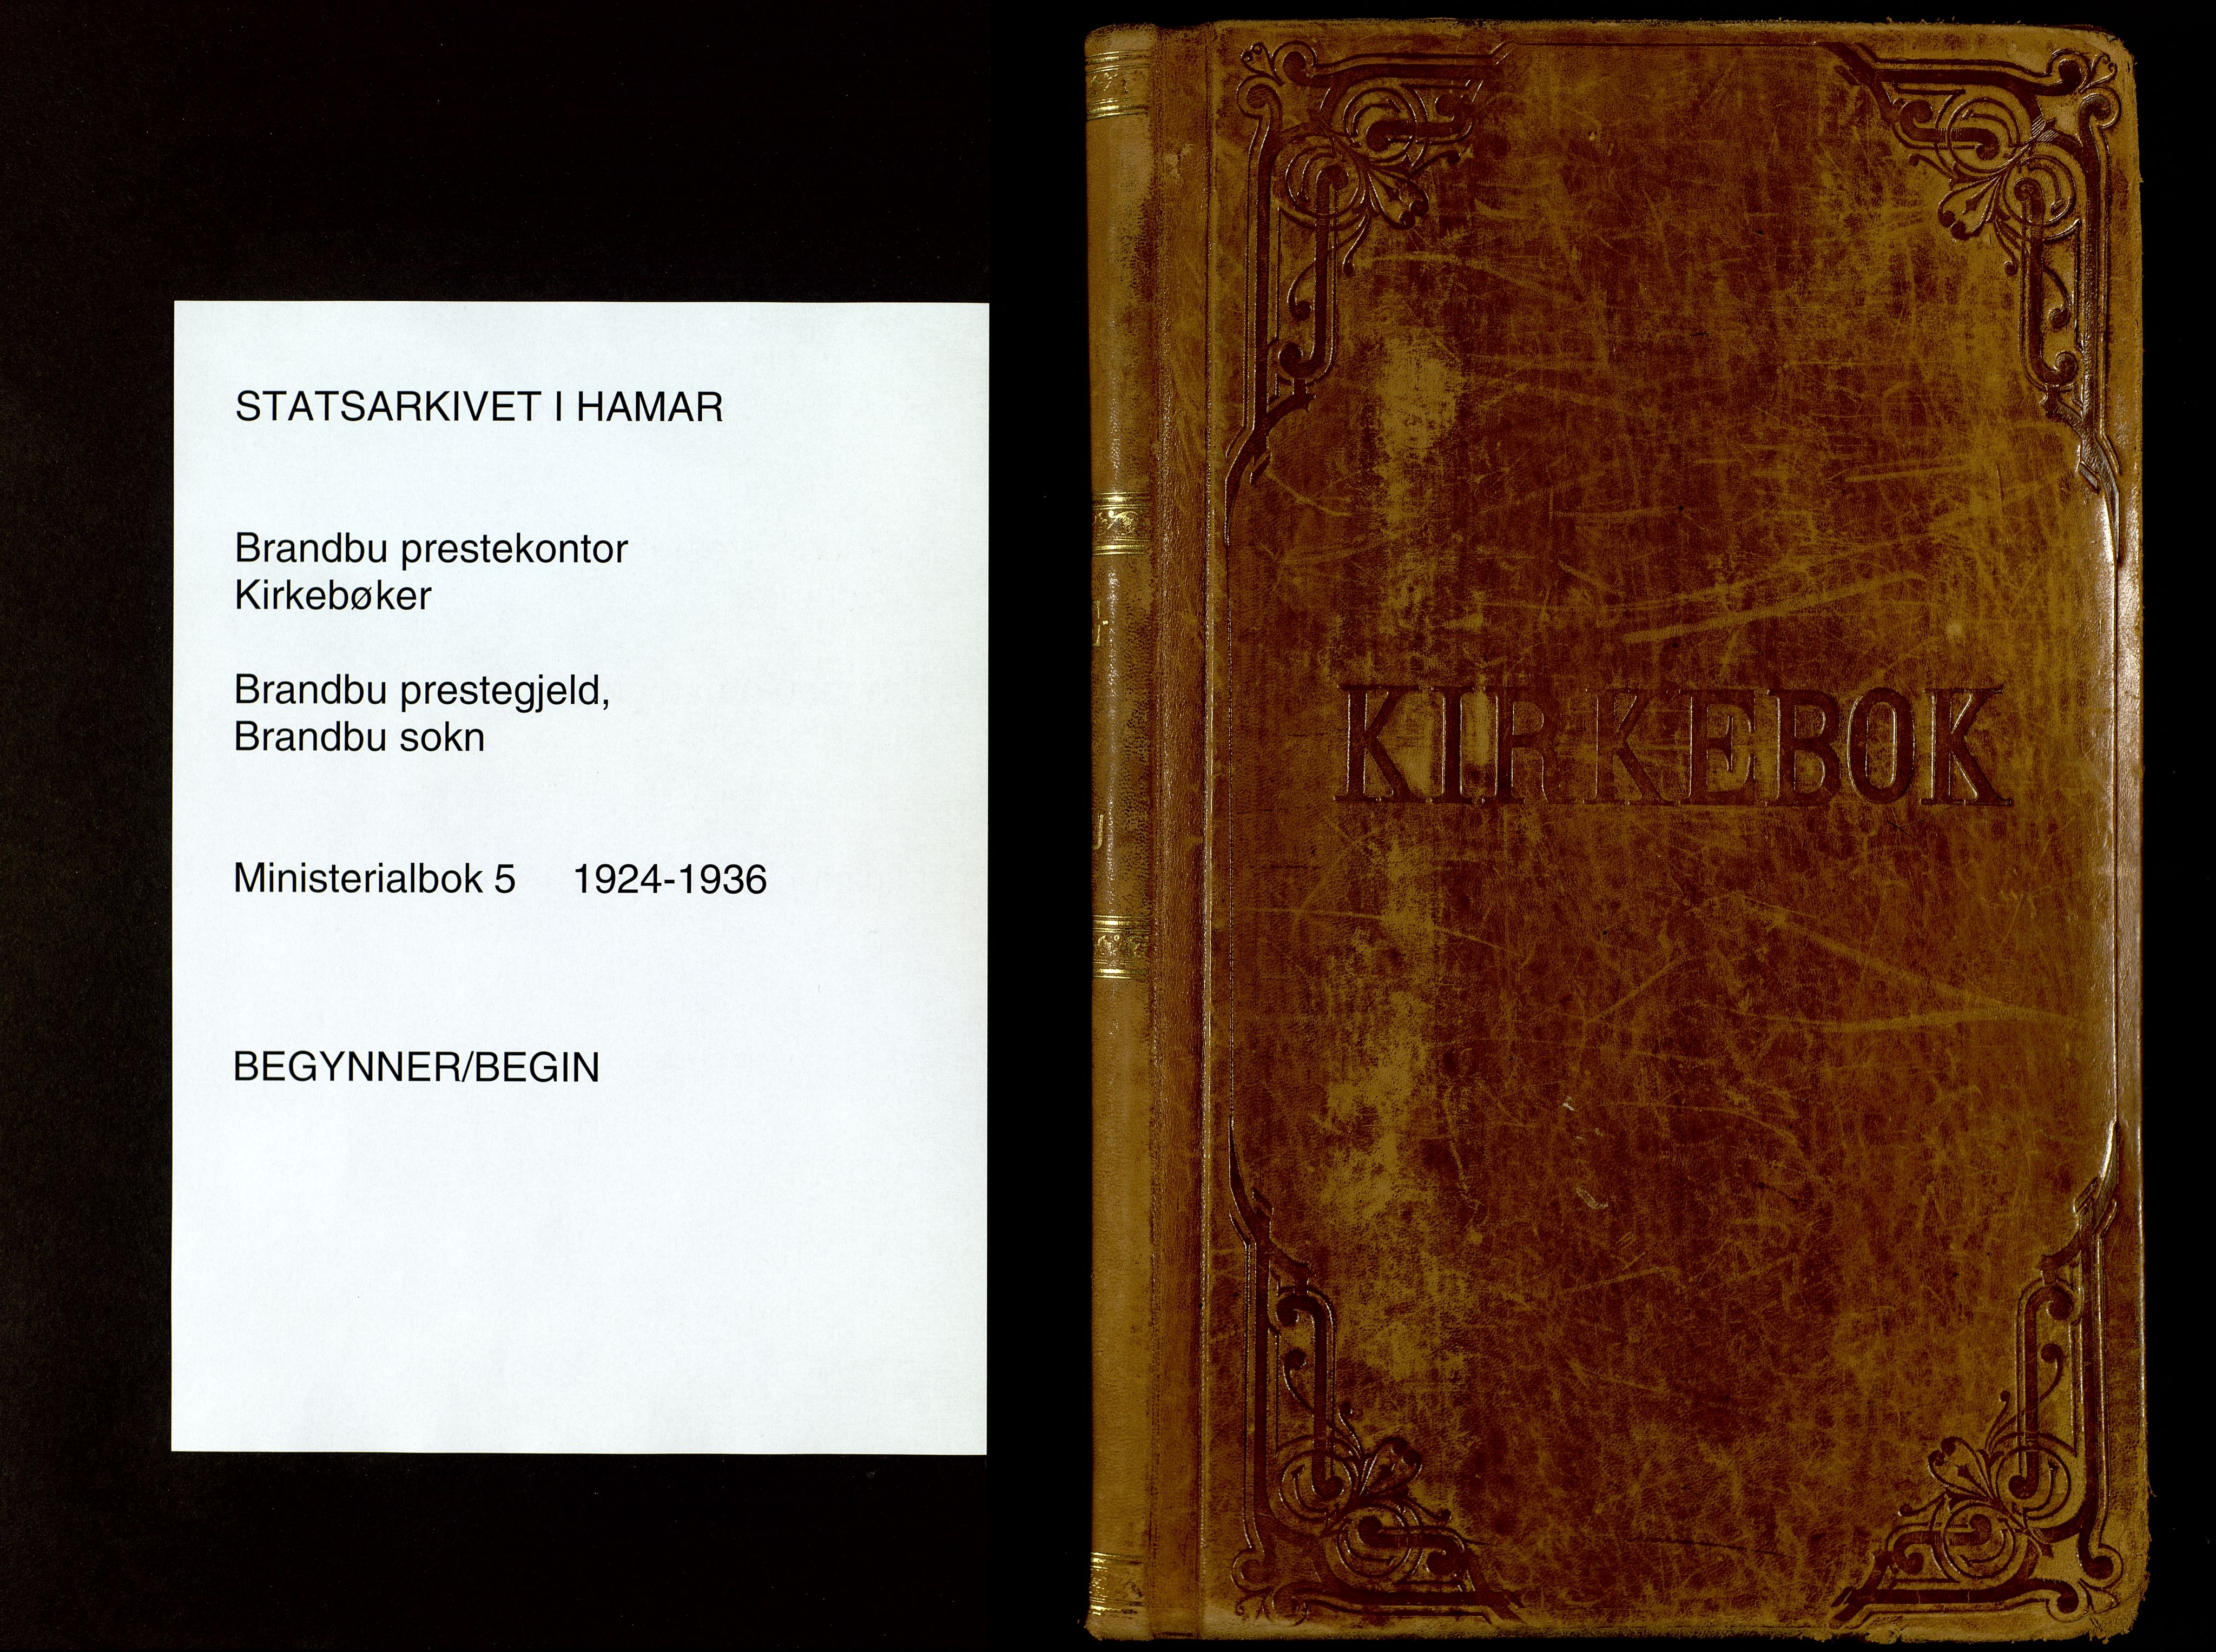 STATSARKIVET I HAMAR
Brandbu prestekontor
Kirkebøker
Brandbu prestegjeld,
Brandbu sokn
Ministerialbok 5 1924-1936
BEGYNNER/BEGIN
KIRKEBOK